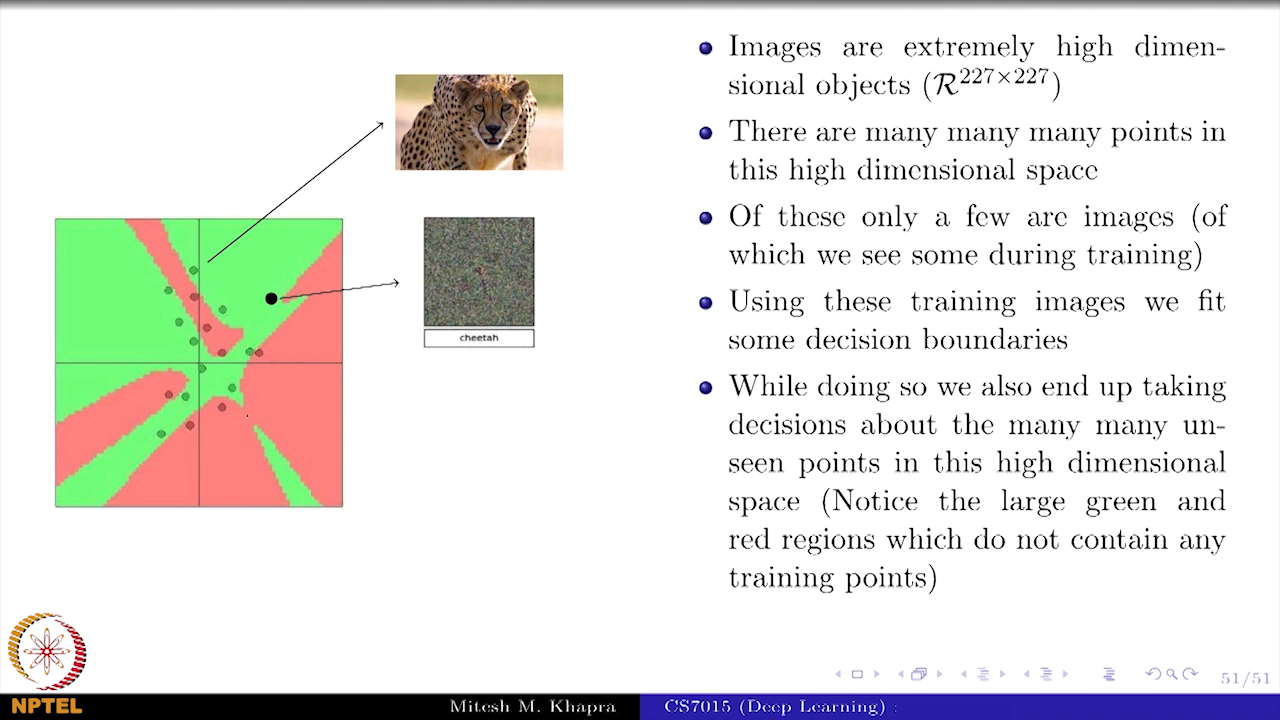 Images are extremely high dimen-
sional objects (ℛ^227×227)
There are many many many points in
this high dimensional space
Of these only a few are images (of
which we see some during training)
Using these training images we fit
some decision boundaries
While doing so we also end up taking
decisions about the many many un-
seen points in this high dimensional
space (Notice the large green and
red regions which do not contain any
training points)
cheetah
51/51
NPTEL
Mitesh M. Khapra
CS7015 (Deep Learning) :